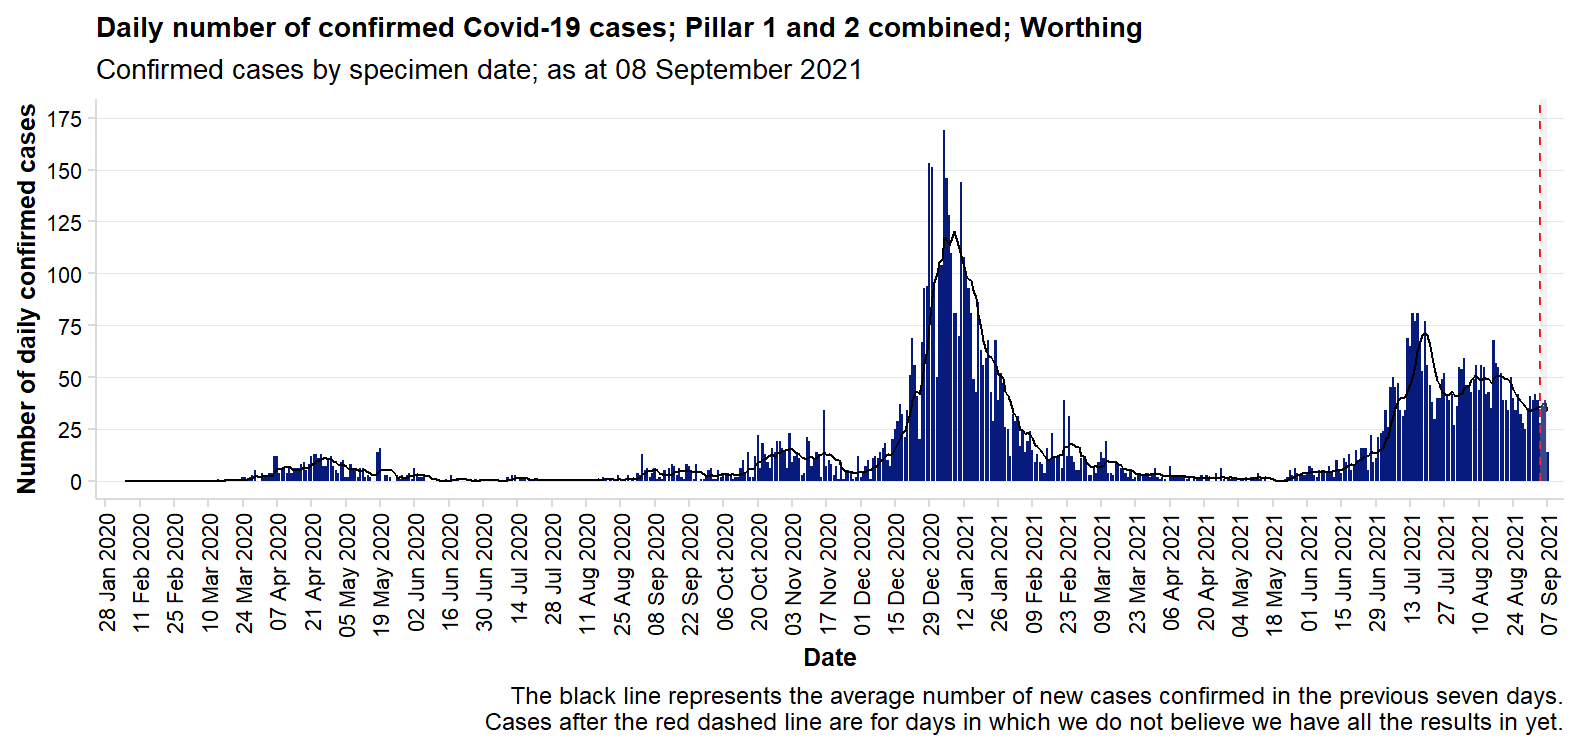 Daily number of confirmed Covid-19 cases; Pillar 1 and 2 combined; Worthing
Confirmed cases by specimen date; as at 08 September 2021
Number of daily confirmed cases
175
150
125
100
75
50
25
0
28 Jan 2020
11 Feb 2020
25 Feb 2020
10 Mar 2020
24 Mar 2020
07 Apr 2020
21 Apr 2020
05 May 2020
19 May 2020
02 Jun 2020
16 Jun 2020
30 Jun 2020
14 Jul 2020
28 Jul 2020
11 Aug 2020
25 Aug 2020
08 Sep 2020
22 Sep 2020
06 Oct 2020
20 Oct 2020
03 Nov 2020
17 Nov 2020
01 Dec 2020
15 Dec 2020
29 Dec 2020
12 Jan 2021
26 Jan 2021
09 Feb 2021
23 Feb 2021
09 Mar 2021
23 Mar 2021
06 Apr 2021
20 Apr 2021
04 May 2021
18 May 2021
01 Jun 2021
15 Jun 2021
29 Jun 2021
13 Jul 2021
27 Jul 2021
10 Aug 2021
24 Aug 2021
07 Sep 2021
Date
The black line represents the average number of new cases confirmed in the previous seven days.
Cases after the red dashed line are for days in which we do not believe we have all the results in yet.